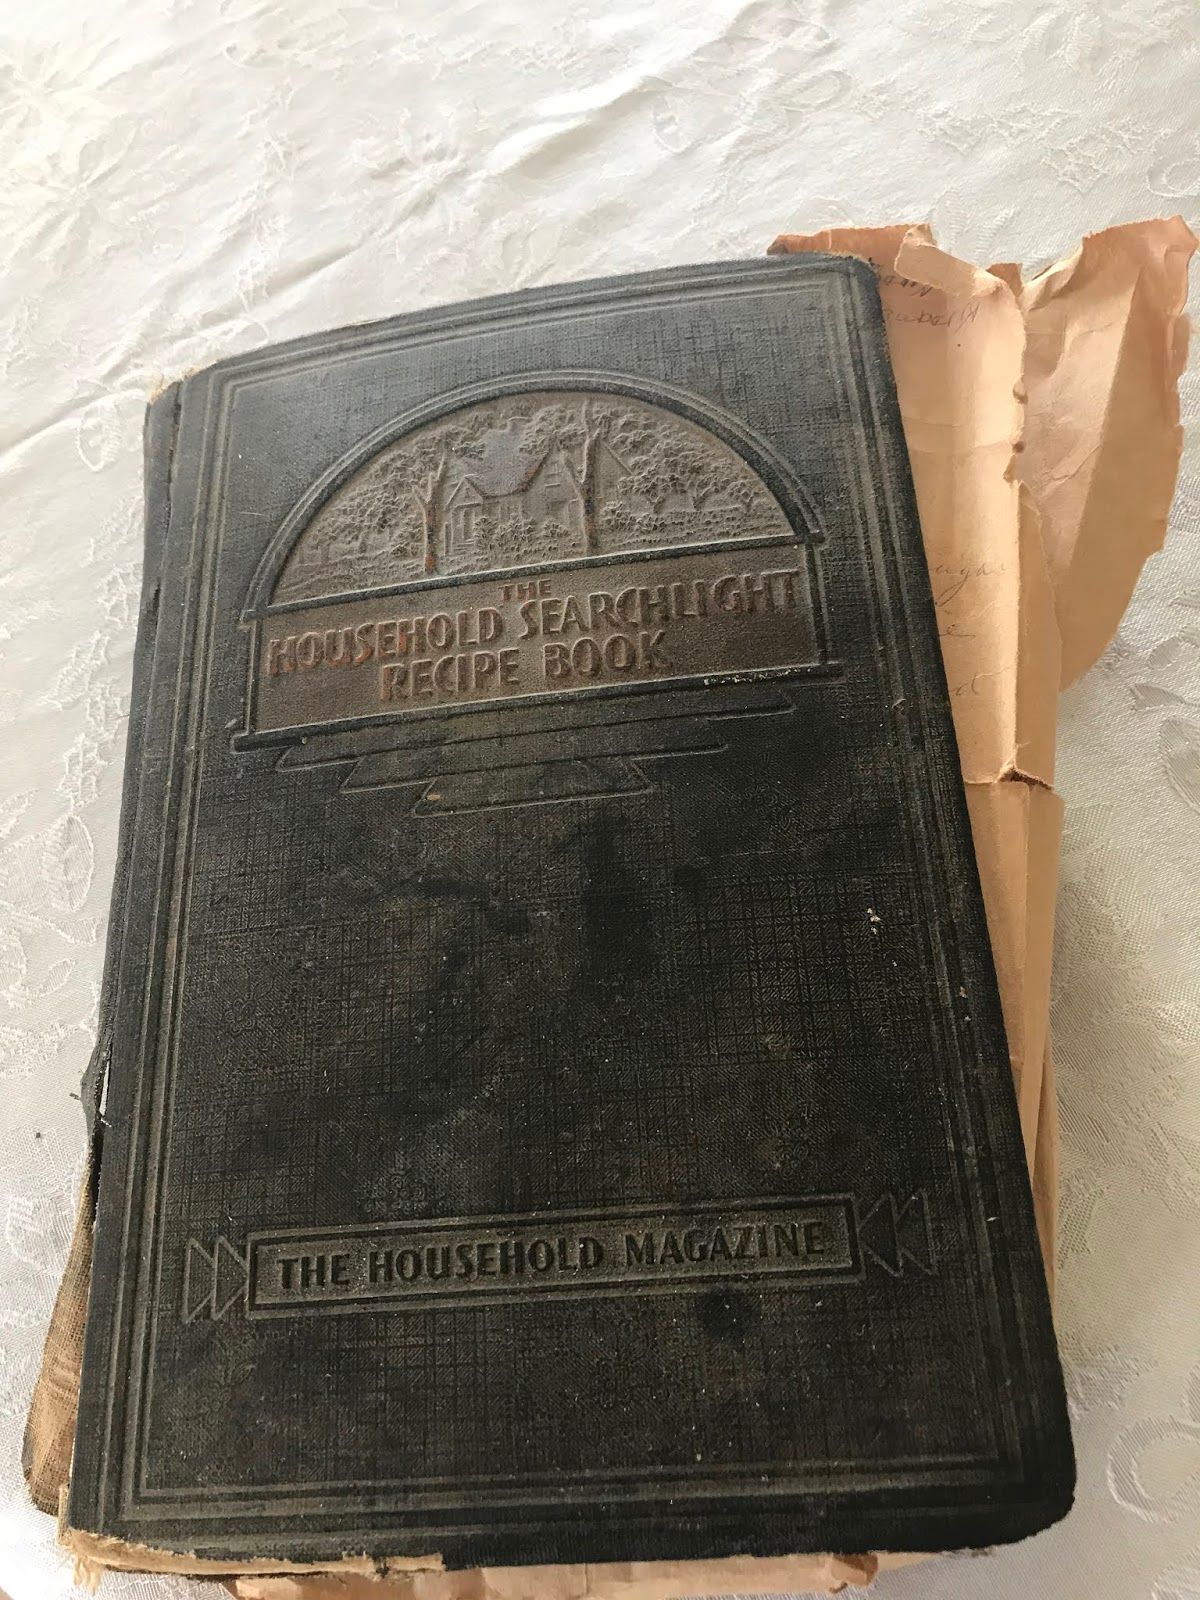 THE
HOUSEHOLD SEARCHLIGHT
RECIPE BOOK
THE HOUSEHOLD MAGAZINE